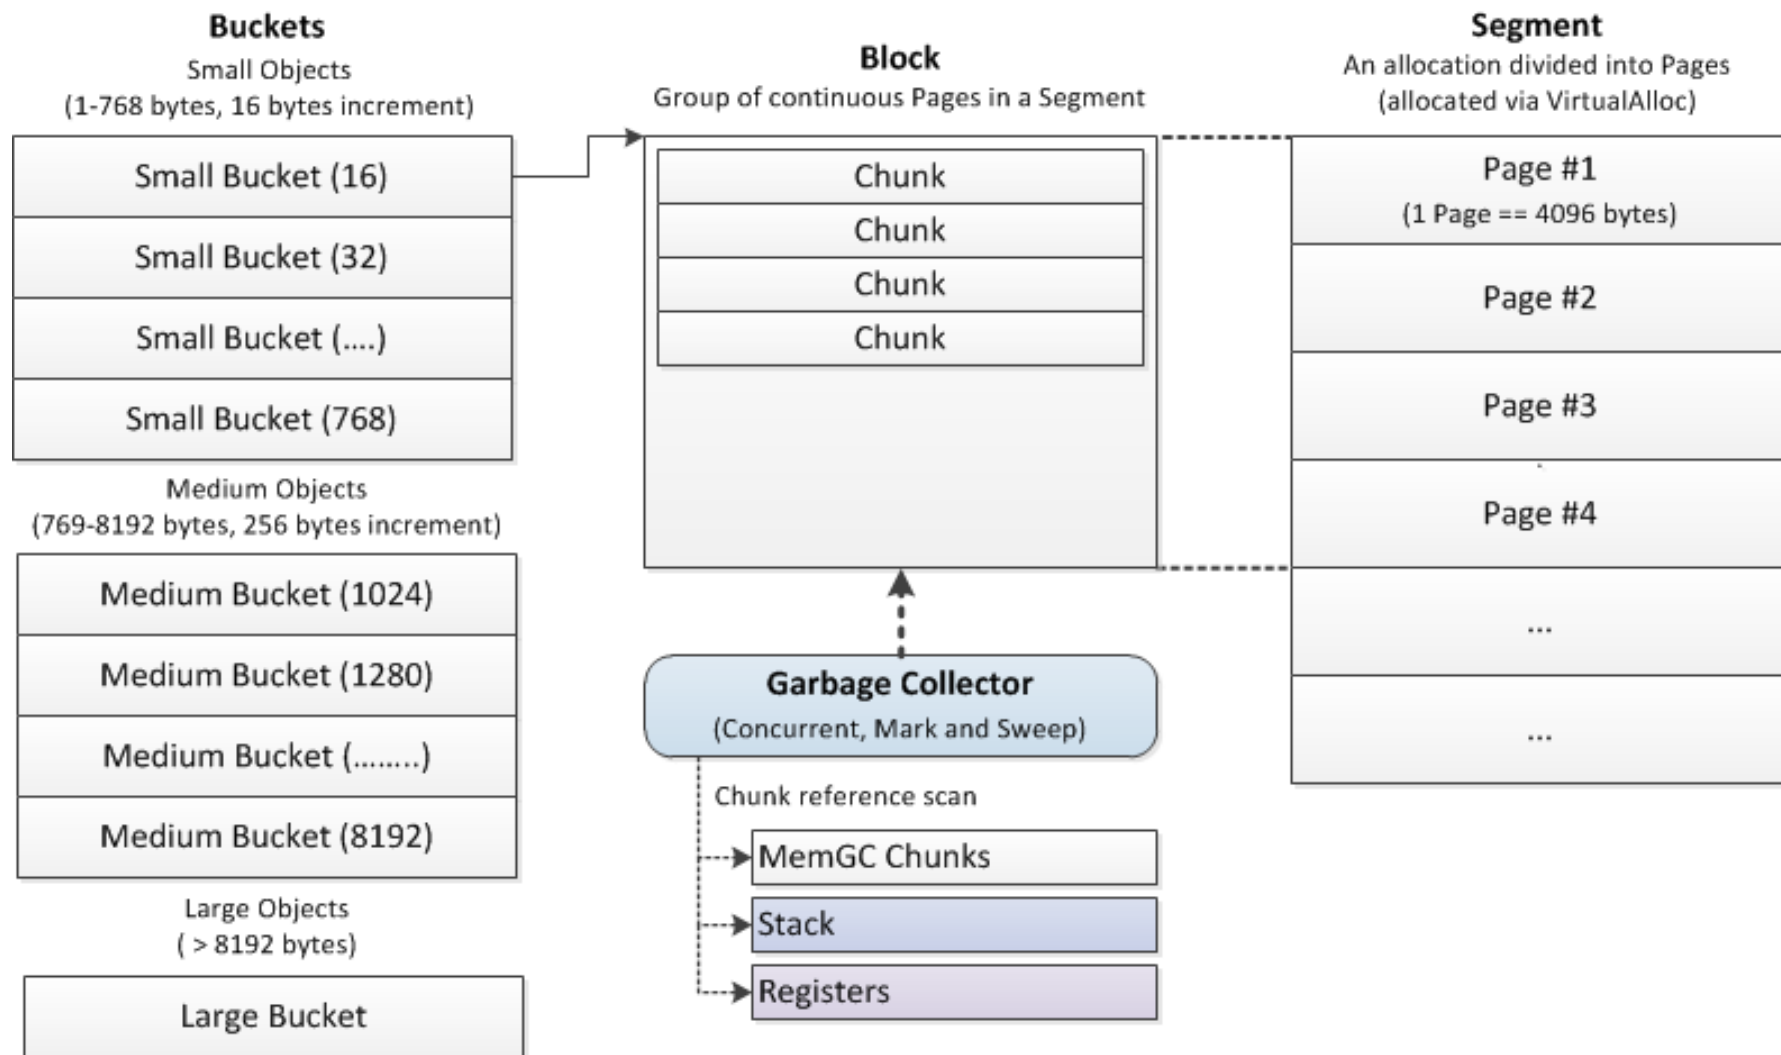 Buckets
Small Objects
(1-768 bytes, 16 bytes increment)
Small Bucket (16)
Small Bucket (32)
Small Bucket (....)
Small Bucket (768)
Medium Objects
(769-8192 bytes, 256 bytes increment)
Medium Bucket (1024)
Medium Bucket (1280)
Medium Bucket (........)
Medium Bucket (8192)
Large Objects
( > 8192 bytes)
Large Bucket
Block
Group of continuous Pages in a Segment
Chunk
Chunk
Chunk
Chunk
Garbage Collector
(Concurrent, Mark and Sweep)
Chunk reference scan
MemGC Chunks
Stack
Registers
Segment
An allocation divided into Pages
(allocated via VirtualAlloc)
Page #1
(1 Page == 4096 bytes)
Page #2
Page #3
Page #4
...
...